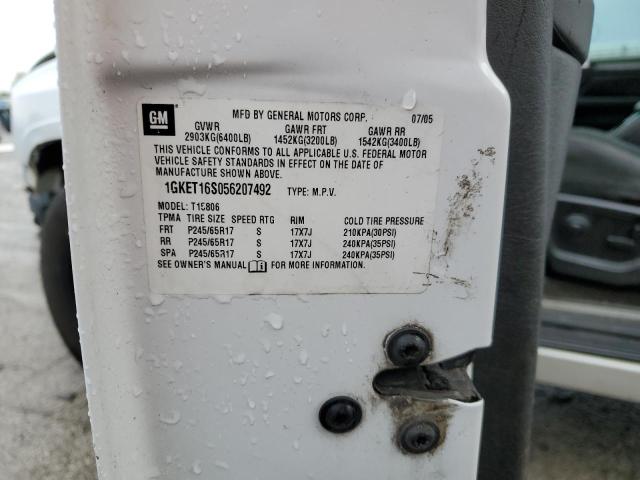 GM MFD BY GENERAL MOTORS CORP. 07/05
GVWR GAWR FRT GAWR RR
2903KG(6400LB) 1452KG(3200LB) 1542KG(3400LB)
THIS VEHICLE CONFORMS TO ALL APPLICABLE U.S. FEDERAL MOTOR
VEHICLE SAFETY STANDARDS IN EFFECT ON THE DATE OF
MANUFACTURE SHOWN ABOVE.
1GKET16S056207492 TYPE: M.P.V.
MODEL: T15806
TPMA TIRE SIZE SPEED RTG RIM COLD TIRE PRESSURE
FRT P245/65R17 S 17X7J 210KPA(30PSI)
RR P245/65R17 S 17X7J 240KPA(35PSI)
SPA P245/65R17 S 17X7J 240KPA(35PSI)
SEE OWNER'S MANUAL FOR MORE INFORMATION.